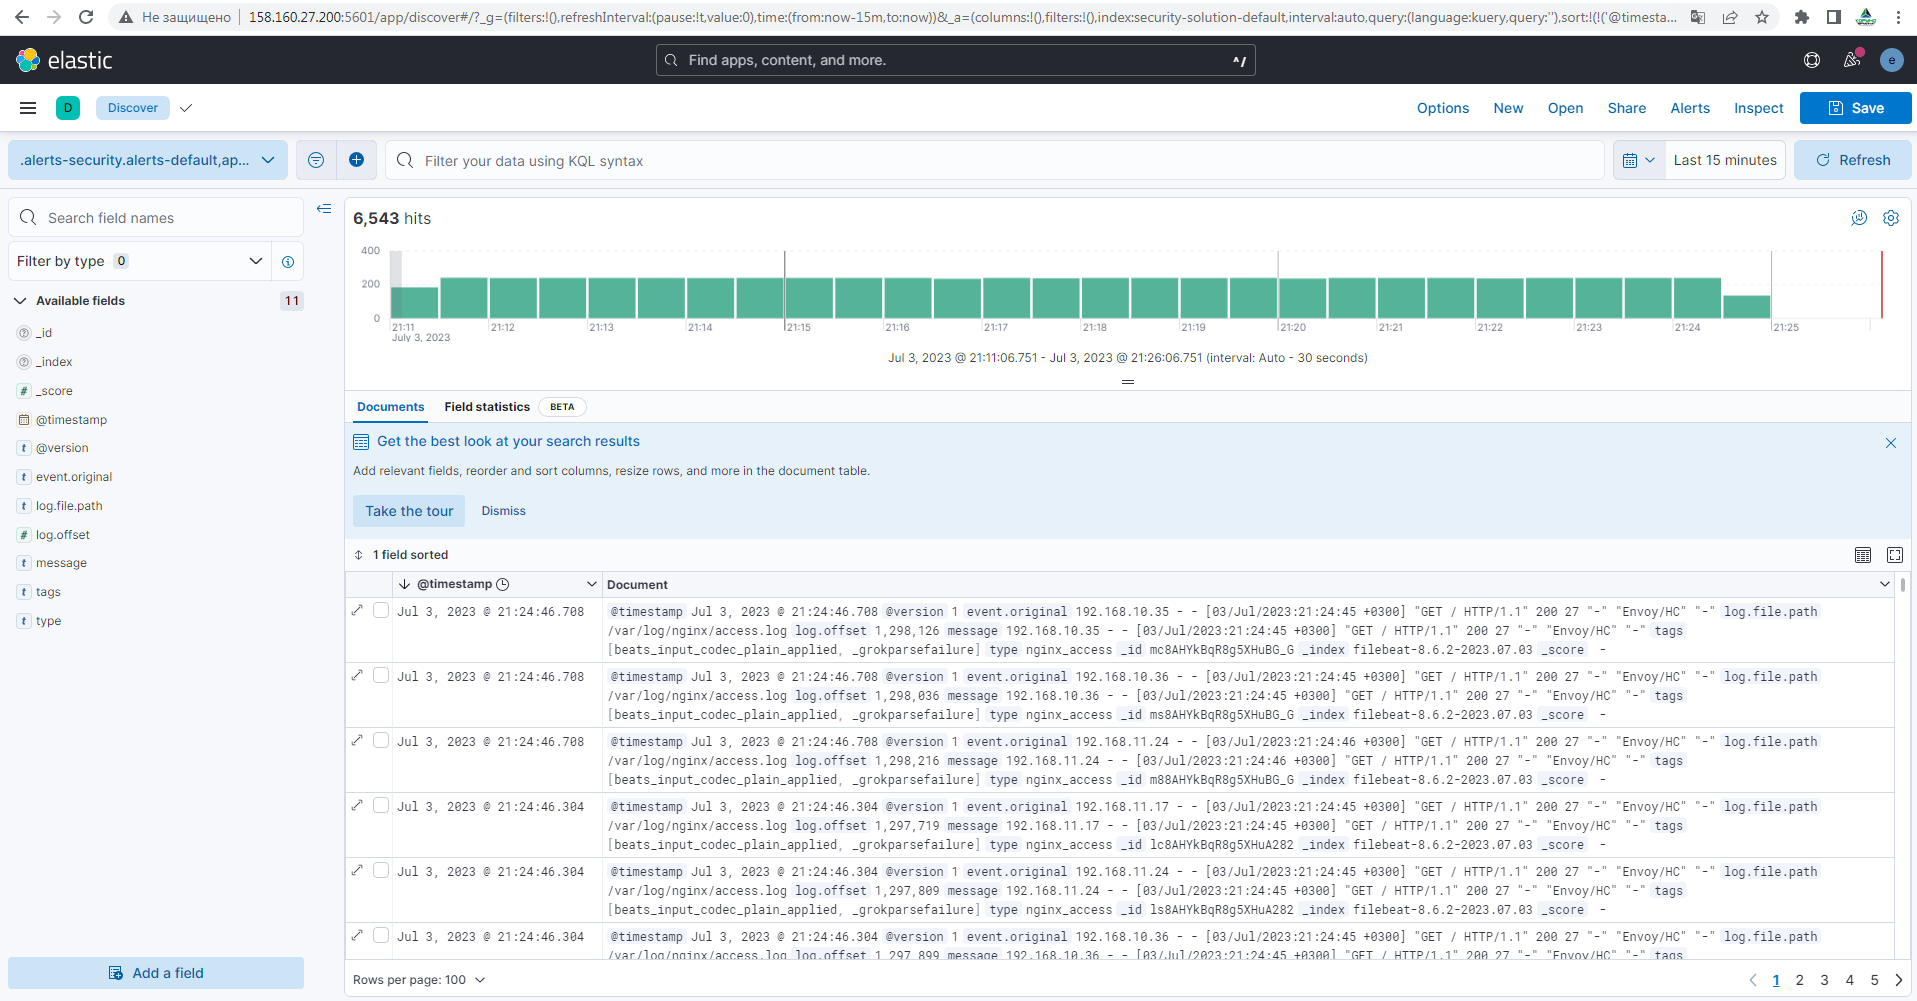 Не защищено 158.160.27.200:5601/app/discover#/?_g=(filters:!(),refreshInterval:(pause:!t,value:0),time:(from:now-15m,to:now))&_a=(columns:!(),filters:!(),index:security-solution-default,interval:auto,query:(language:kuery,query:''),sort:!(!('@timesta...
elastic
Find apps, content, and more.
^/
e
D
Discover
Options New Open Share Alerts Inspect Save
.alerts-security.alerts-default,ap...
Filter your data using KQL syntax
Last 15 minutes
Refresh
Search field names
Filter by type 0
Available fields 11
_id
_index
_score
@timestamp
@version
event.original
log.file.path
log.offset
message
tags
type
Add a field
6,543 hits
400
200
0
21:11 21:12 21:13 21:14 21:15 21:16 21:17 21:18 21:19 21:20 21:21 21:22 21:23 21:24 21:25
July 3, 2023
Jul 3, 2023 @ 21:11:06.751 - Jul 3, 2023 @ 21:26:06.751 (interval: Auto - 30 seconds)
Documents Field statistics BETA
Get the best look at your search results
Add relevant fields, reorder and sort columns, resize rows, and more in the document table.
Take the tour Dismiss
1 field sorted
@timestamp Document
Jul 3, 2023 @ 21:24:46.708 @timestamp Jul 3, 2023 @ 21:24:46.708 @version 1 event.original 192.168.10.35 - - [03/Jul/2023:21:24:45 +0300] "GET / HTTP/1.1" 200 27 "-" "Envoy/HC" "-" log.file.path
/var/log/nginx/access.log log.offset 1,298,126 message 192.168.10.35 - - [03/Jul/2023:21:24:45 +0300] "GET / HTTP/1.1" 200 27 "-" "Envoy/HC" "-" tags
[beats_input_codec_plain_applied, _grokparsefailure] type nginx_access _id mc8AHYkBqR8g5XHuBG_G _index filebeat-8.6.2-2023.07.03 _score -
Jul 3, 2023 @ 21:24:46.708 @timestamp Jul 3, 2023 @ 21:24:46.708 @version 1 event.original 192.168.10.36 - - [03/Jul/2023:21:24:45 +0300] "GET / HTTP/1.1" 200 27 "-" "Envoy/HC" "-" log.file.path
/var/log/nginx/access.log log.offset 1,298,036 message 192.168.10.36 - - [03/Jul/2023:21:24:45 +0300] "GET / HTTP/1.1" 200 27 "-" "Envoy/HC" "-" tags
[beats_input_codec_plain_applied, _grokparsefailure] type nginx_access _id ms8AHYkBqR8g5XHuBG_G _index filebeat-8.6.2-2023.07.03 _score -
Jul 3, 2023 @ 21:24:46.708 @timestamp Jul 3, 2023 @ 21:24:46.708 @version 1 event.original 192.168.11.24 - - [03/Jul/2023:21:24:46 +0300] "GET / HTTP/1.1" 200 27 "-" "Envoy/HC" "-" log.file.path
/var/log/nginx/access.log log.offset 1,298,216 message 192.168.11.24 - - [03/Jul/2023:21:24:46 +0300] "GET / HTTP/1.1" 200 27 "-" "Envoy/HC" "-" tags
[beats_input_codec_plain_applied, _grokparsefailure] type nginx_access _id m88AHYkBqR8g5XHuBG_G _index filebeat-8.6.2-2023.07.03 _score -
Jul 3, 2023 @ 21:24:46.304 @timestamp Jul 3, 2023 @ 21:24:46.304 @version 1 event.original 192.168.11.17 - - [03/Jul/2023:21:24:45 +0300] "GET / HTTP/1.1" 200 27 "-" "Envoy/HC" "-" log.file.path
/var/log/nginx/access.log log.offset 1,297,719 message 192.168.11.17 - - [03/Jul/2023:21:24:45 +0300] "GET / HTTP/1.1" 200 27 "-" "Envoy/HC" "-" tags
[beats_input_codec_plain_applied, _grokparsefailure] type nginx_access _id lc8AHYkBqR8g5XHuA282 _index filebeat-8.6.2-2023.07.03 _score -
Jul 3, 2023 @ 21:24:46.304 @timestamp Jul 3, 2023 @ 21:24:46.304 @version 1 event.original 192.168.11.24 - - [03/Jul/2023:21:24:45 +0300] "GET / HTTP/1.1" 200 27 "-" "Envoy/HC" "-" log.file.path
/var/log/nginx/access.log log.offset 1,297,809 message 192.168.11.24 - - [03/Jul/2023:21:24:45 +0300] "GET / HTTP/1.1" 200 27 "-" "Envoy/HC" "-" tags
[beats_input_codec_plain_applied, _grokparsefailure] type nginx_access _id ls8AHYkBqR8g5XHuA282 _index filebeat-8.6.2-2023.07.03 _score -
Jul 3, 2023 @ 21:24:46.304 @timestamp Jul 3, 2023 @ 21:24:46.304 @version 1 event.original 192.168.10.36 - - [03/Jul/2023:21:24:45 +0300] "GET / HTTP/1.1" 200 27 "-" "Envoy/HC" "-" log.file.path
/var/log/nginx/access.log log.offset 1,297,899 message 192.168.10.36 - - [03/Jul/2023:21:24:45 +0300] "GET / HTTP/1.1" 200 27 "-" "Envoy/HC" "-" tags
Rows per page: 100
1 2 3 4 5